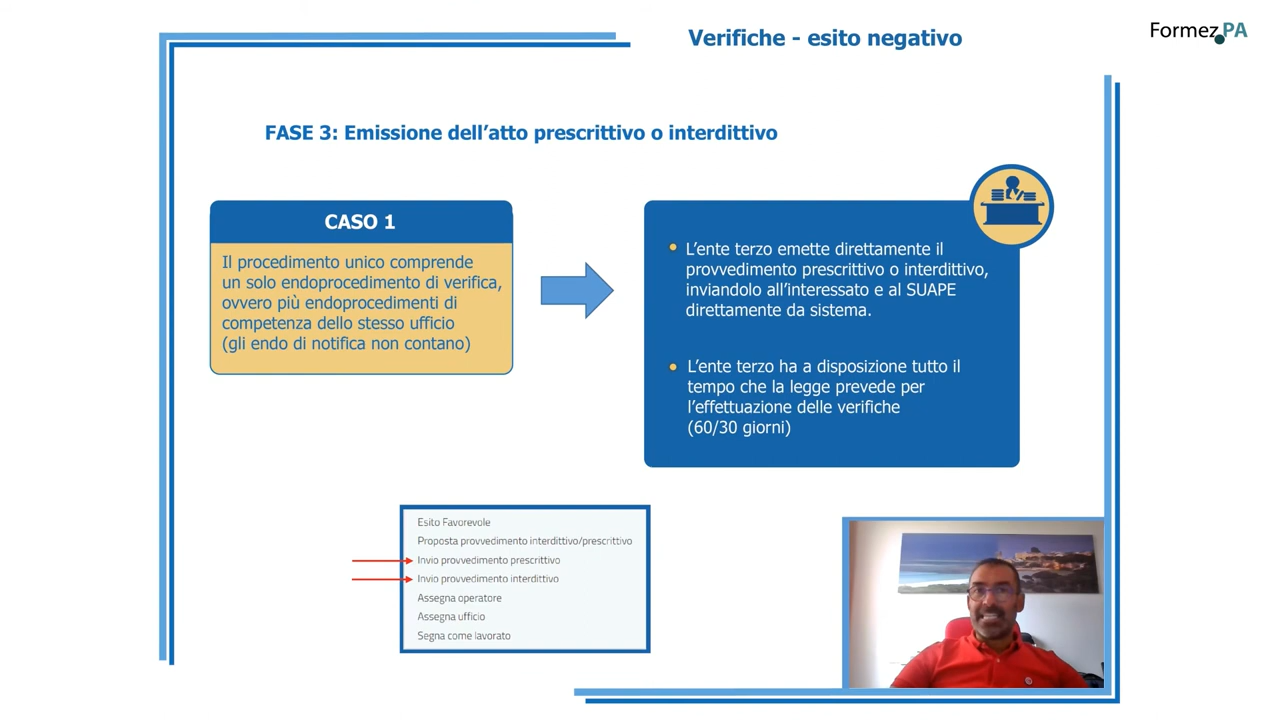 Verifiche - esito negativo
Formez.PA
FASE 3: Emissione dell'atto prescrittivo o interdittivo
CASO 1
Il procedimento unico comprende
un solo endoprocedimento di verifica,
ovvero più endoprocedimenti di
competenza dello stesso ufficio
(gli endo di notifica non contano)
• L'ente terzo emette direttamente il
provvedimento prescrittivo o interdittivo,
inviandolo all'interessato e al SUAPE
direttamente da sistema.
• L'ente terzo ha a disposizione tutto il
tempo che la legge prevede per
l'effettuazione delle verifiche
(60/30 giorni)
Esito Favorevole
Proposta provvedimento interdittivo/prescrittivo
Invio provvedimento prescrittivo
Invio provvedimento interdittivo
Assegna operatore
Assegna ufficio
Segna come lavorato